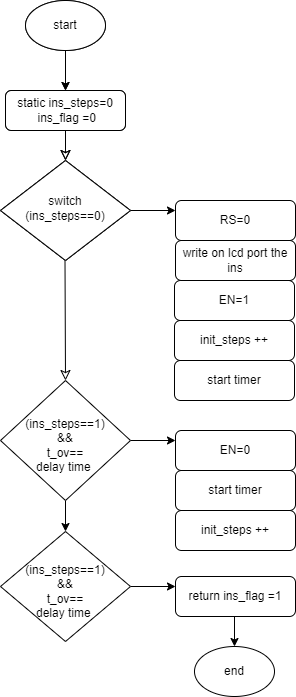 start
static ins_steps=0
ins_flag =0
switch
(ins_steps==0)
RS=0
write on lcd port the
ins
EN=1
init_steps ++
start timer
(ins_steps==1)
&&
t_ov==
delay time
EN=0
start timer
init_steps ++
(ins_steps==1)
&&
t_ov==
delay time
return ins_flag =1
end